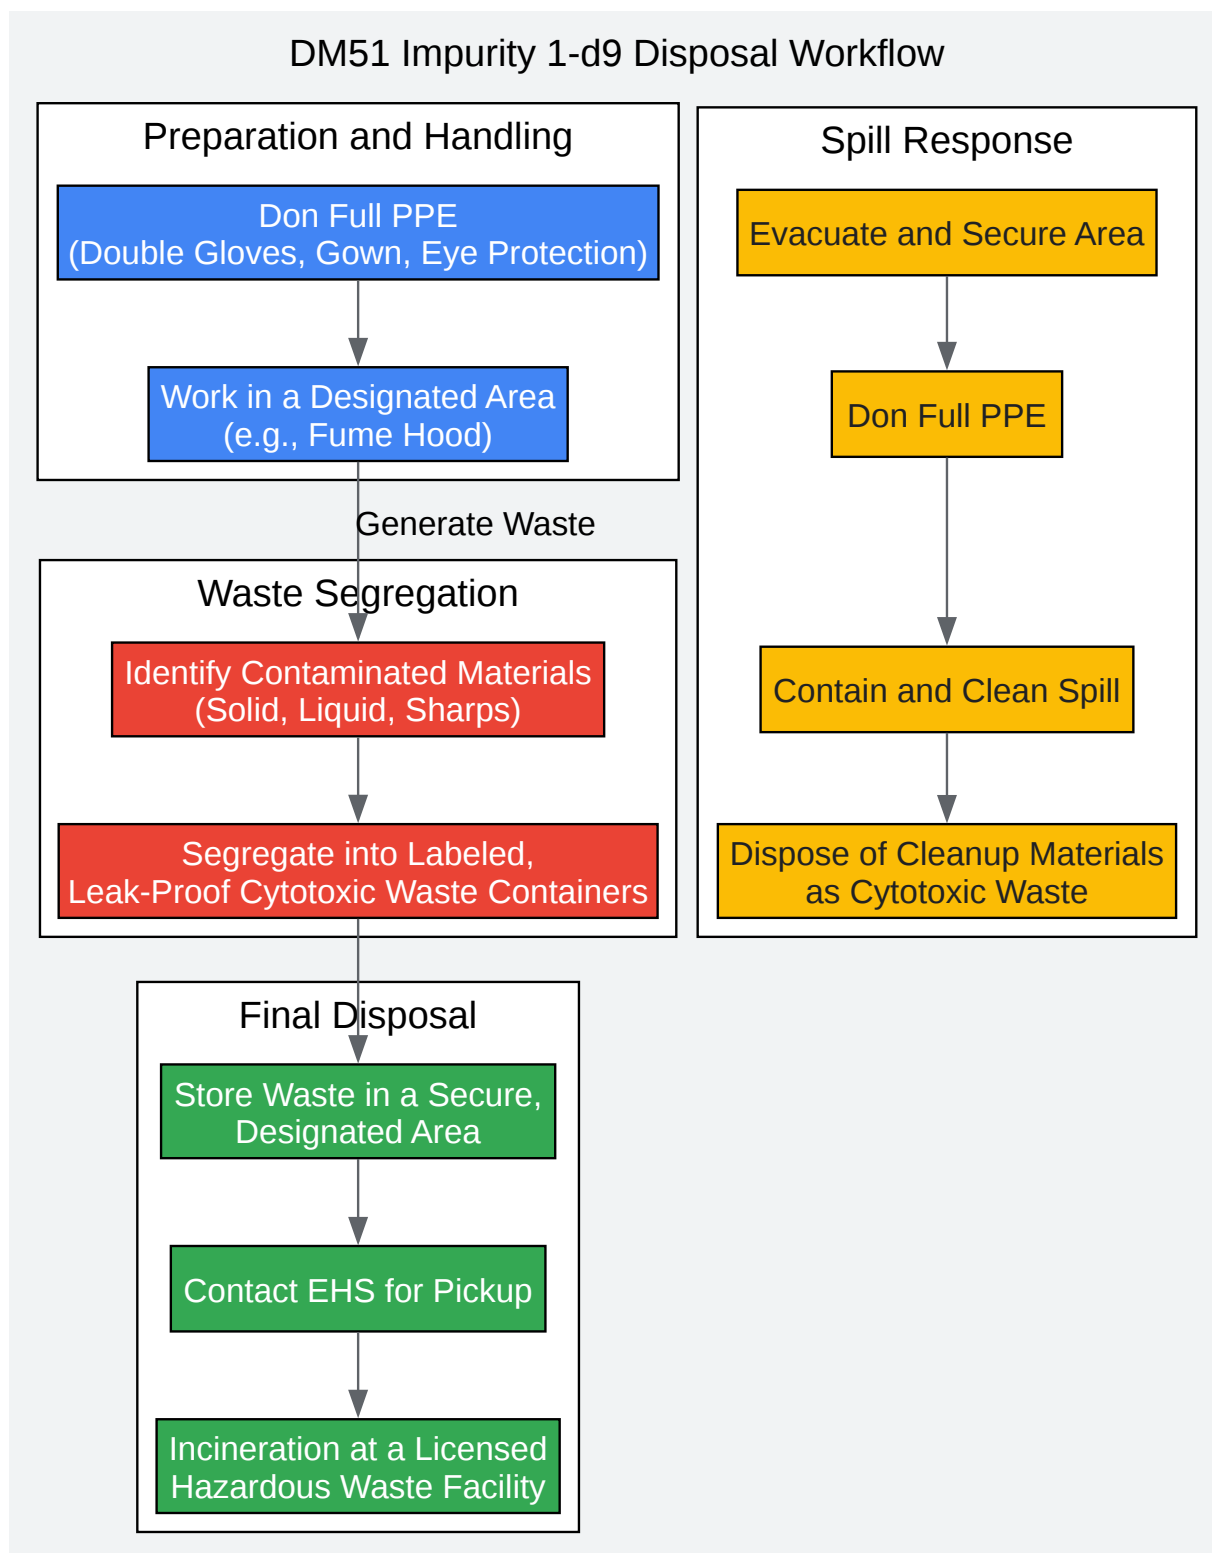 DM51 Impurity 1-d9 Disposal Workflow
Preparation and Handling
Don Full PPE
(Double Gloves, Gown, Eye Protection)
Work in a Designated Area
(e.g., Fume Hood)
Generate Waste
Waste Segregation
Identify Contaminated Materials
(Solid, Liquid, Sharps)
Segregate into Labeled,
Leak-Proof Cytotoxic Waste Containers
Final Disposal
Store Waste in a Secure,
Designated Area
Contact EHS for Pickup
Incineration at a Licensed
Hazardous Waste Facility
Spill Response
Evacuate and Secure Area
Don Full PPE
Contain and Clean Spill
Dispose of Cleanup Materials
as Cytotoxic Waste